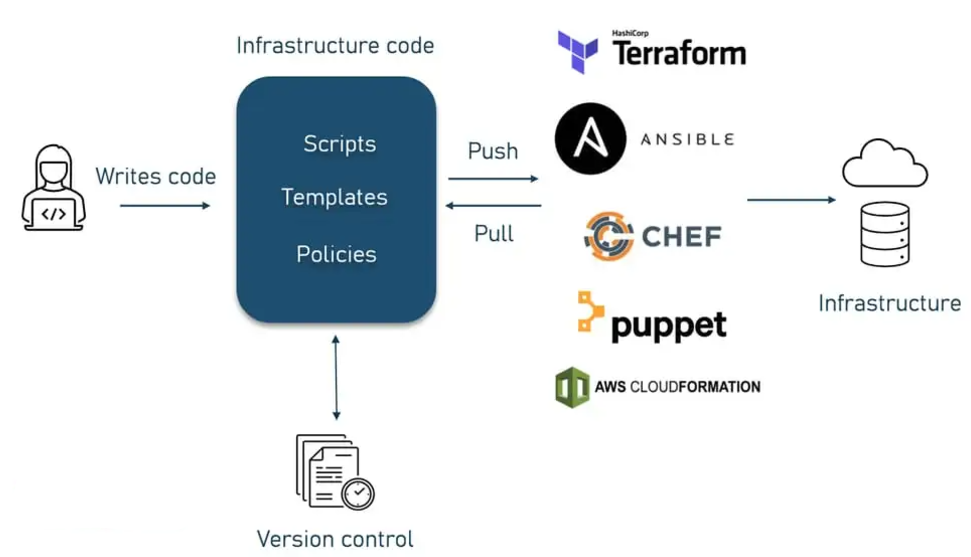 Infrastructure code
Writes code
</>
Scripts
Templates
Policies
Push
Pull
HashiCorp
Terraform
A
ANSIBLE
CHEF
puppet
AWS CLOUDFORMATION
Infrastructure
Version control